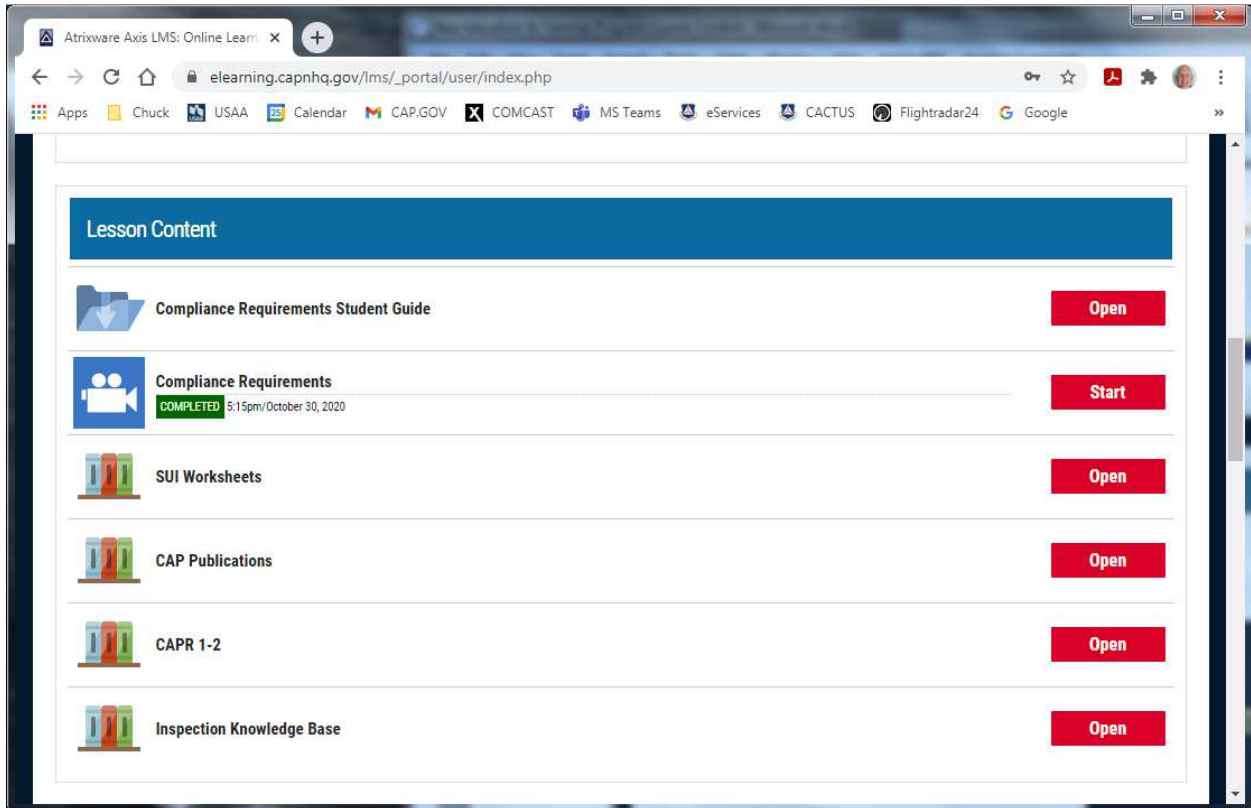 Atrixware Axis LMS: Online Learn
elearning.capnhq.gov/lms/_portal/user/index.php
Apps Chuck USAA Calendar CAP.GOV COMCAST MS Teams eServices CACTUS Flightradar24 Google
Lesson Content
Compliance Requirements Student Guide Open
Compliance Requirements
COMPLETED 5:15pm/October 30, 2020
Start
SUI Worksheets Open
CAP Publications Open
CAPR 1-2 Open
Inspection Knowledge Base Open